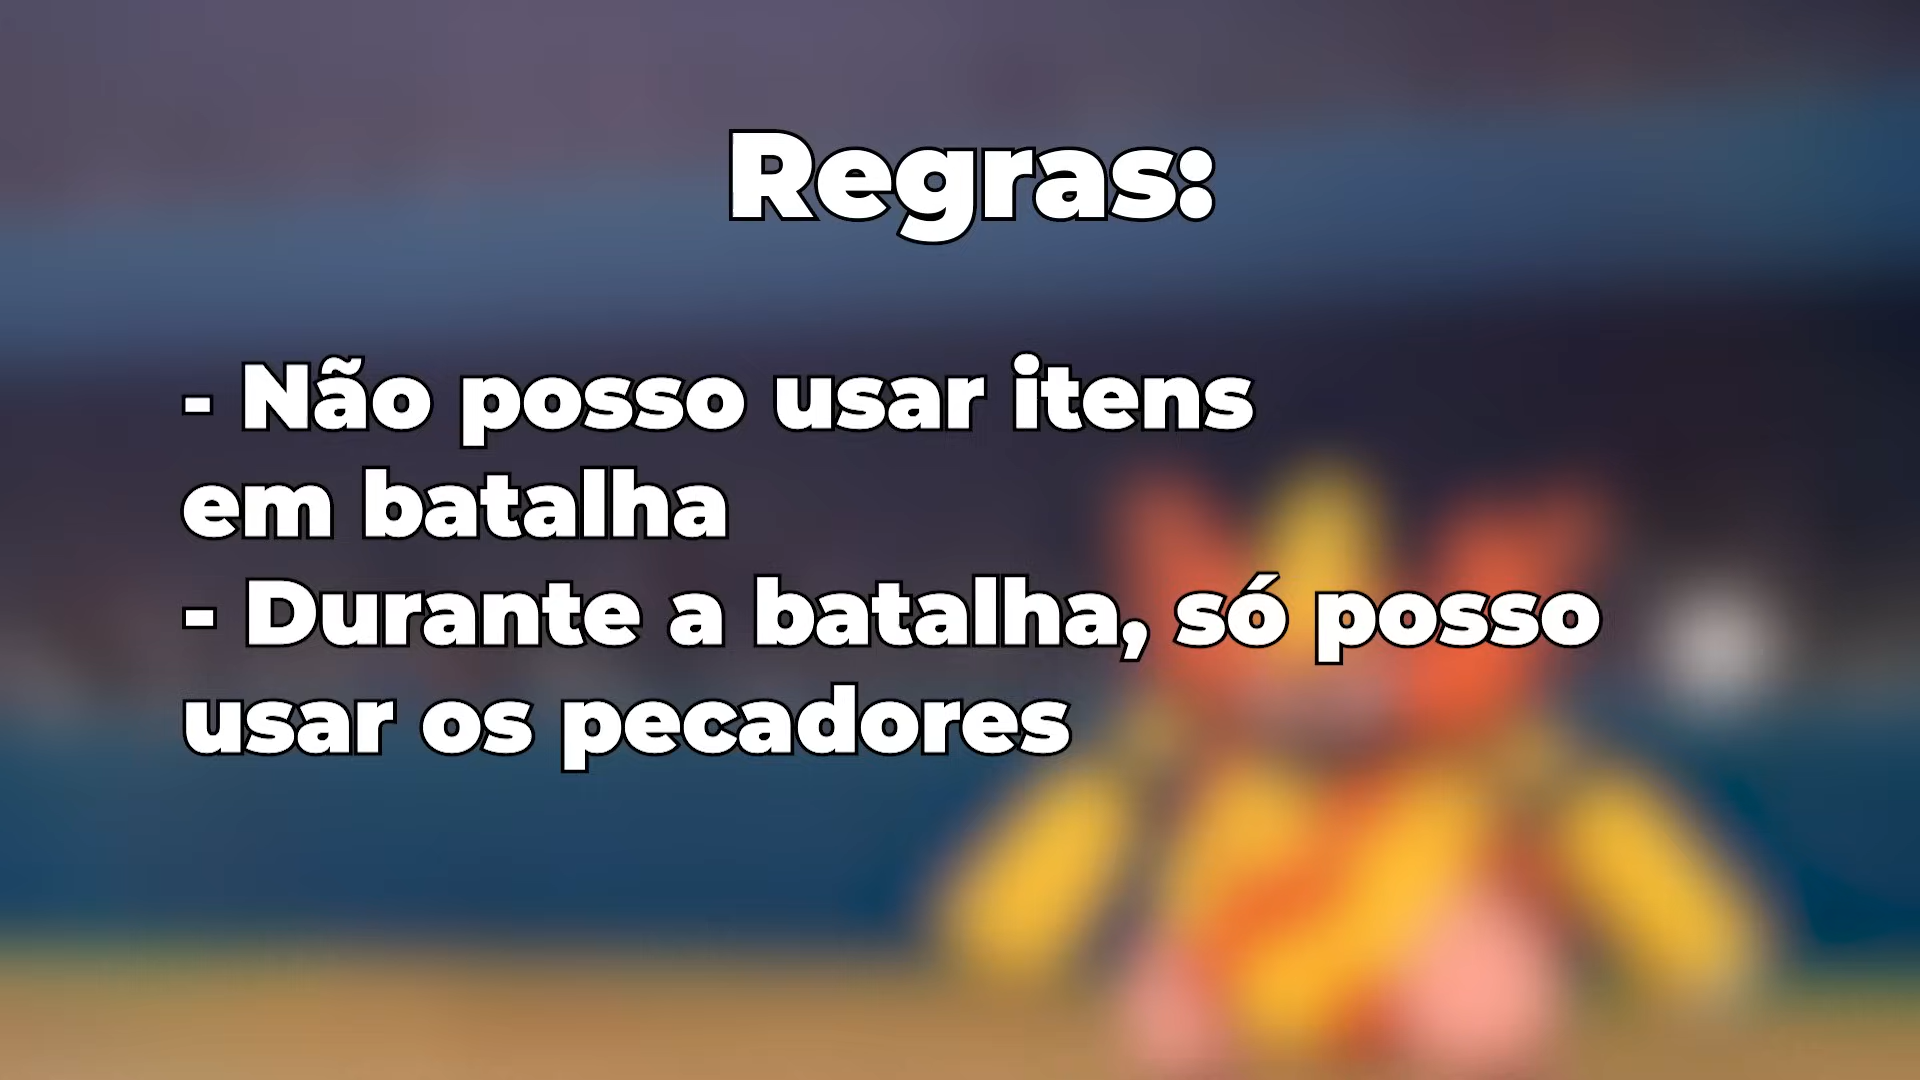 Regras:
- Não posso usar itens
em batalha
- Durante a batalha, só posso
usar os pecadores